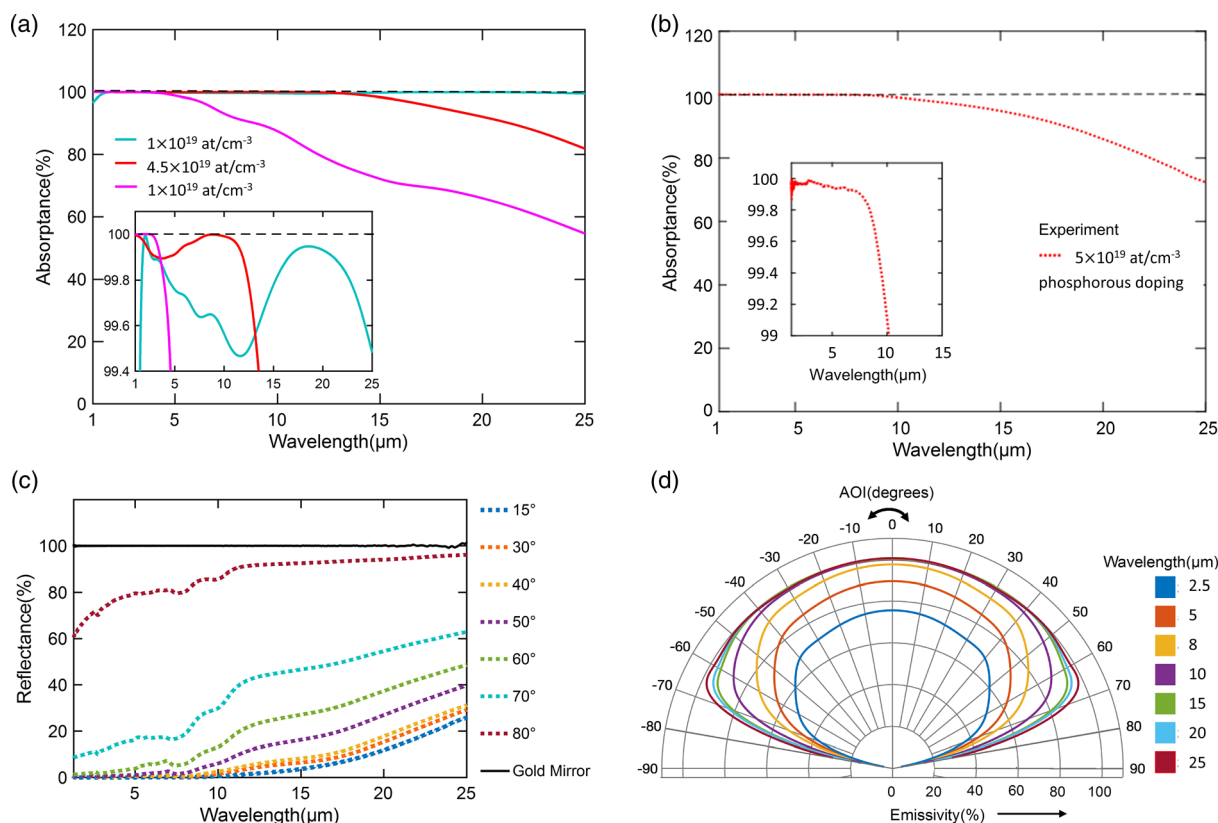 (a)
120
100
80
60
40
20
0
Absorptance(%)
1×10¹⁹ at/cm⁻³
4.5×10¹⁹ at/cm⁻³
1×10¹⁹ at/cm⁻³
100
99.8
99.6
99.4
1 5 10 15 20 25
1 5 10 15 20 25
Wavelength(μm)
(b)
120
100
80
60
40
20
0
Absorptance(%)
100
99.8
99.6
99.4
99.2
99
5 10 15
Wavelength(μm)
Experiment
5×10¹⁹ at/cm⁻³
phosphorous doping
1 5 10 15 20 25
Wavelength(μm)
(c)
100
80
60
40
20
0
Reflectance(%)
1 5 10 15 20 25
Wavelength(μm)
15°
30°
40°
50°
60°
70°
80°
Gold Mirror
(d)
AOI(degrees)
-90 -80 -70 -60 -50 -40 -30 -20 -10 0 10 20 30 40 50 60 70 80 90
0 20 40 60 80 100
Emissivity(%)
Wavelength(μm)
2.5
5
8
10
15
20
25